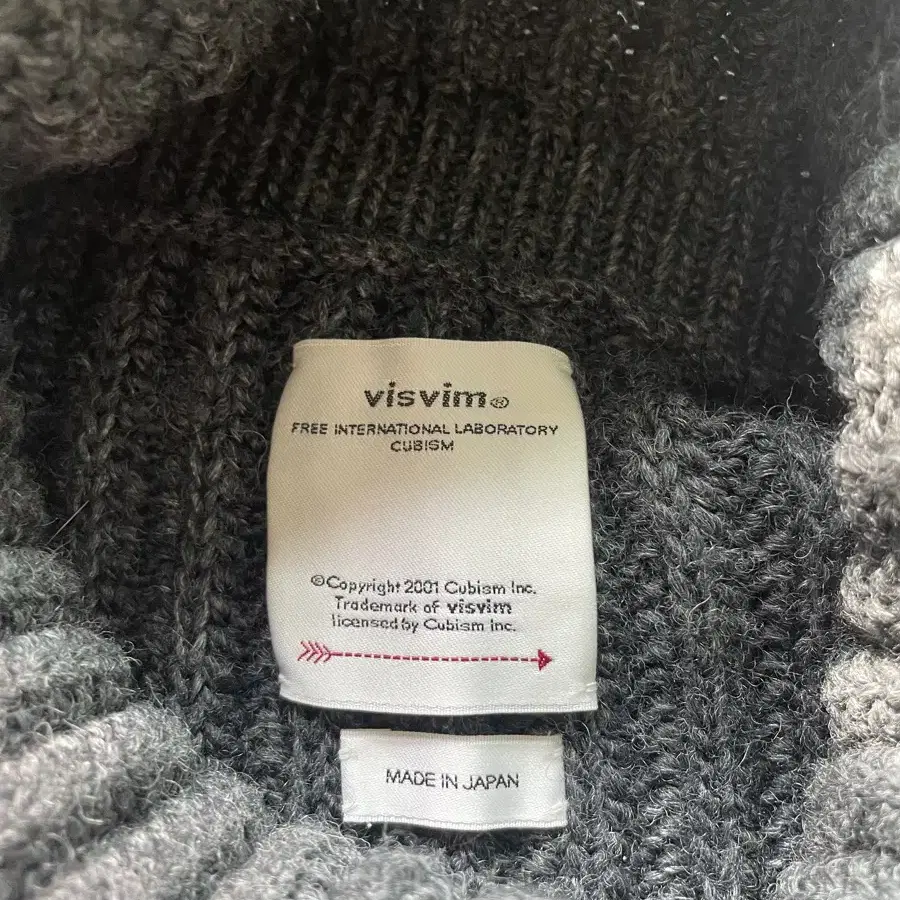 visvim®
FREE INTERNATIONAL LABORATORY
CUBISM
©Copyright 2001 Cubism Inc.
Trademark of visvim
licensed by Cubism Inc.
MADE IN JAPAN